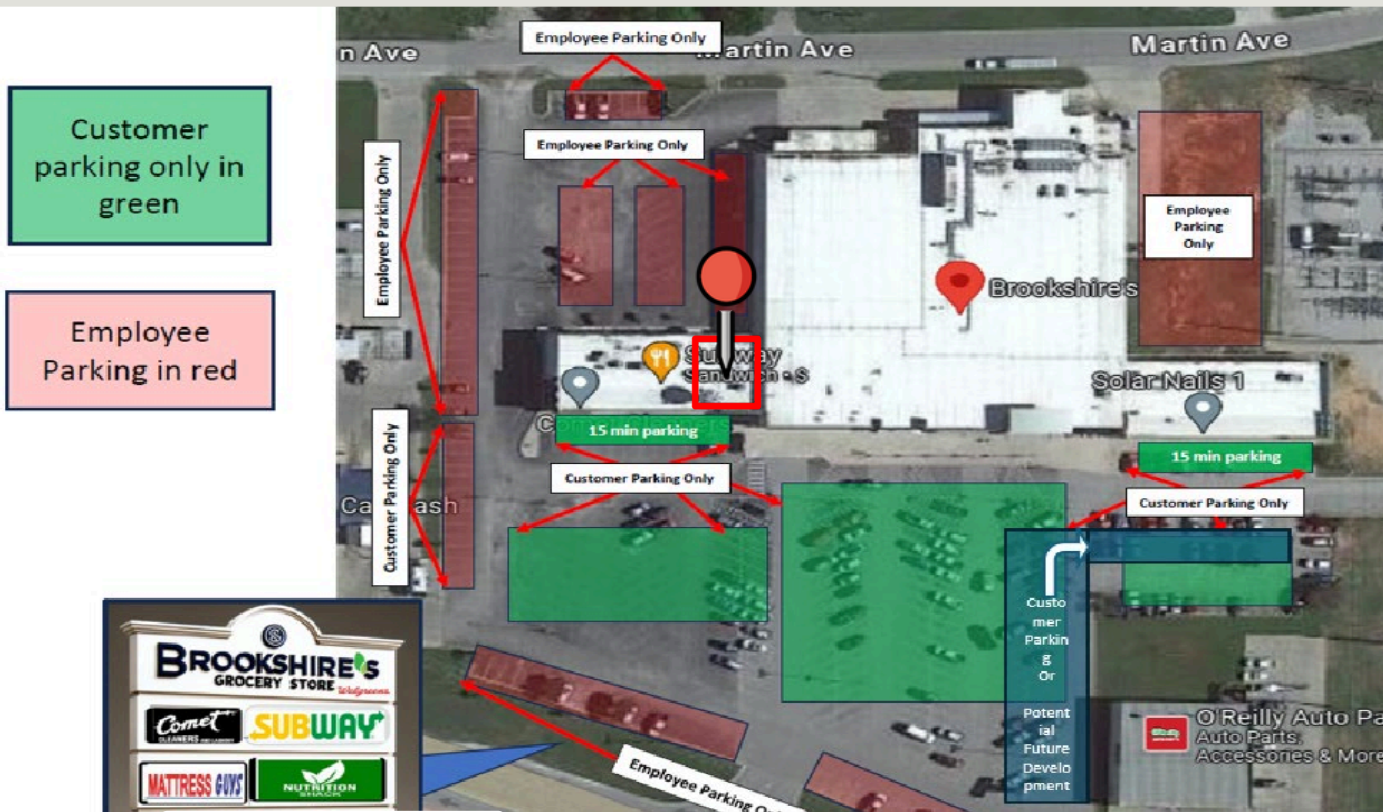 n Ave
Employee Parking Only
Martin Ave
Martin Ave
Customer
parking only in
green
Employee Parking Only
Employee Parking Only
Employee
Parking
Only
Employee
Parking in red
Brookshire's
Subway
Sandwich • S
Solar Nails 1
15 min parking
15 min parking
Customer Parking Only
Customer Parking Only
Customer Parking Only
Custo
mer
Parkin
g
Or
Potent
ial
Future
Develo
pment
BROOKSHIRE'S
GROCERY STORE
Walgreens
Comet
CLEANERS
SUBWAY
MATTRESS GUYS
NUTRITION
SHACK
Employee Parking Onl
O'Reilly Auto Pa
Auto Parts,
Accessories & More